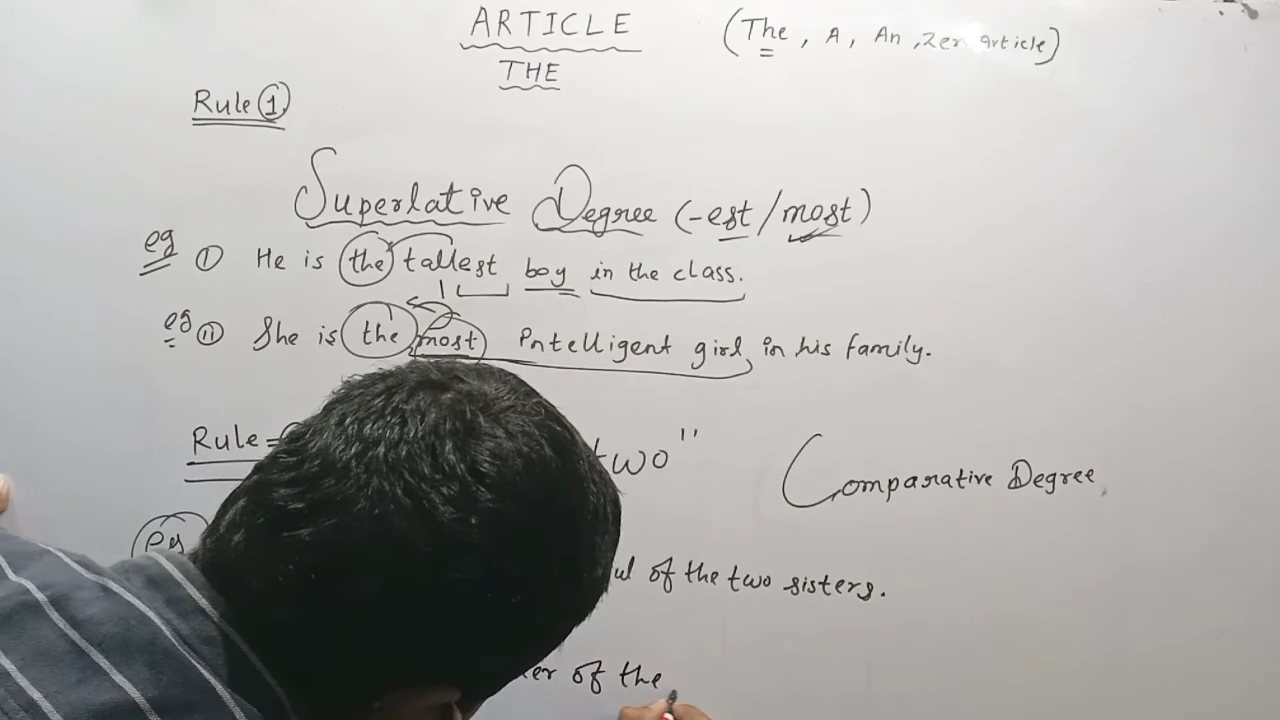 ARTICLE (The, A, An, Zero article)
THE
Rule ①
Superlative Degree (-est/most)
eg ① He is the tallest boy in the class.
eg ⑪ She is the most intelligent girl in his family.
Rule= two" Comparative Degree
eg of the two sisters.
of the